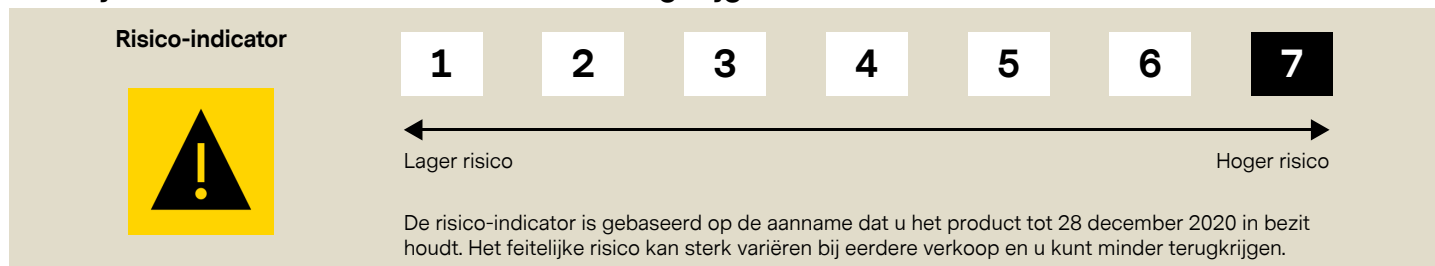 Risico-indicator
1 2 3 4 5 6 7
Lager risico Hoger risico
De risico-indicator is gebaseerd op de aanname dat u het product tot 28 december 2020 in bezit
houdt. Het feitelijke risico kan sterk variëren bij eerdere verkoop en u kunt minder terugkrijgen.